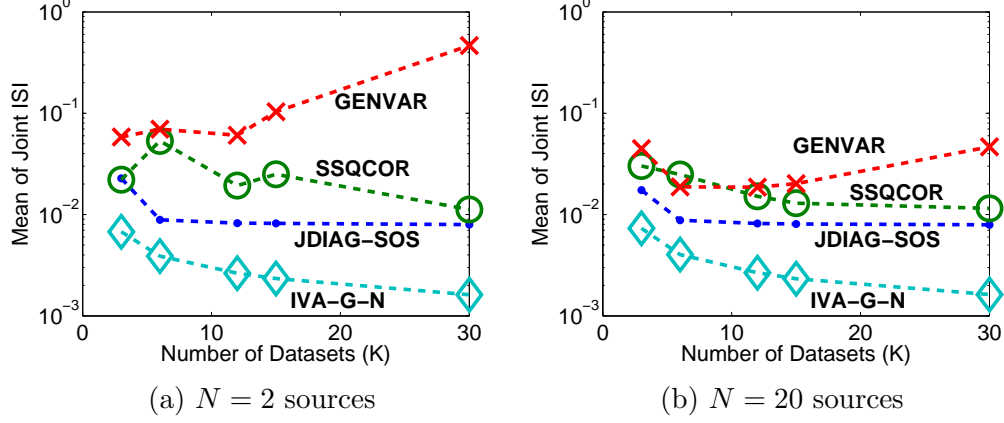 10^0
10^-1
10^-2
10^-3
Mean of Joint ISI
GENVAR
SSQCOR
JDIAG-SOS
IVA-G-N
0 10 20 30
Number of Datasets (K)
(a) N = 2 sources
10^0
10^-1
10^-2
10^-3
Mean of Joint ISI
GENVAR
SSQCOR
JDIAG-SOS
IVA-G-N
0 10 20 30
Number of Datasets (K)
(b) N = 20 sources